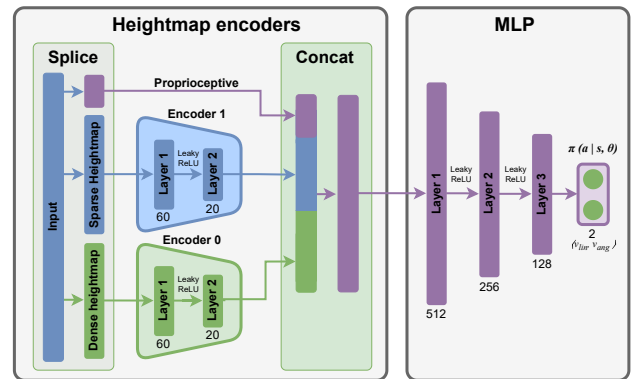 Heightmap encoders
MLP
Splice
Concat
Proprioceptive
Encoder 1
Input
Sparse Heightmap
Layer 1
Leaky
ReLU
Layer 2
60
20
Encoder 0
Dense heightmap
Layer 1
Leaky
ReLU
Layer 2
60
20
Layer 1
Leaky
ReLU
Layer 2
Leaky
ReLU
Layer 3
π (a | s, θ)
512
256
128
2
(v_lin, v_ang)